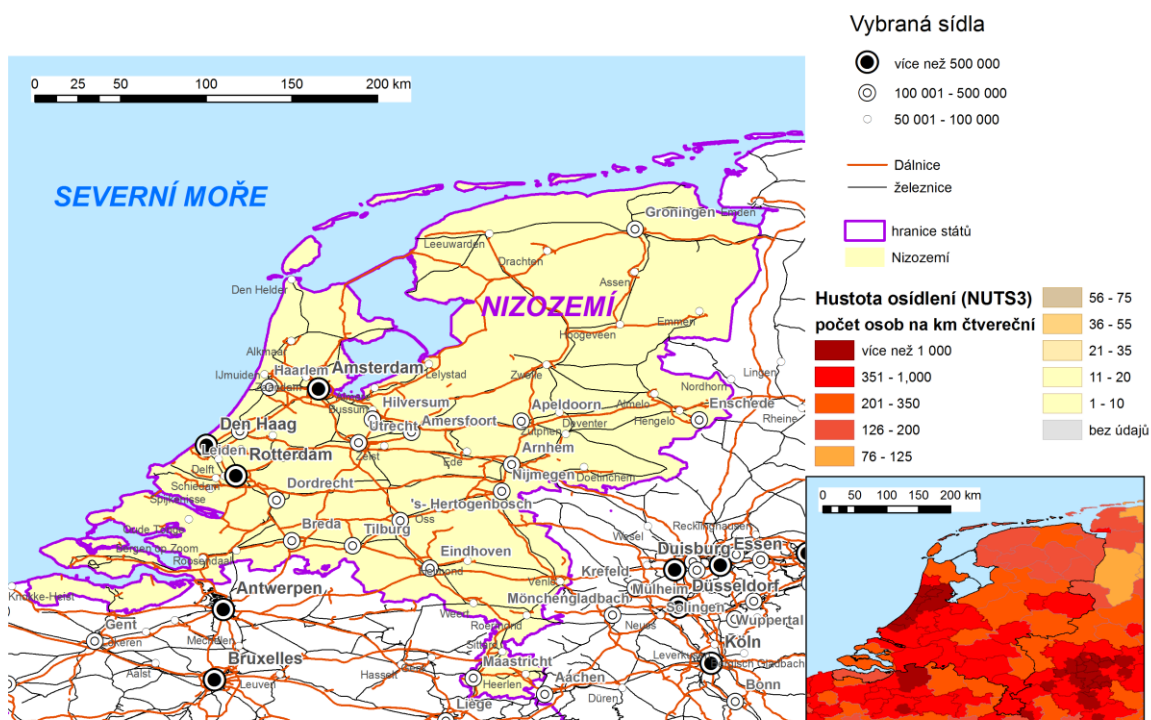 Vybraná sídla
více než 500 000
100 001 - 500 000
50 001 - 100 000
Dálnice
železnice
hranice států
Nizozemí
Hustota osídlení (NUTS3)
počet osob na km čtvereční
více než 1 000
351 - 1,000
201 - 350
126 - 200
76 - 125
56 - 75
36 - 55
21 - 35
11 - 20
1 - 10
bez údajů
0 25 50 100 150 200 km
SEVERNÍ MOŘE
NIZOZEMÍ
Groningen
Emden
Leeuwarden
Drachten
Assen
Den Helder
Emmen
Hoogeveen
Alkmaar
IJmuiden
Haarlem
Zaandam
Amsterdam
Lelystad
Zwolle
Nordhorn
Lingen
Bussum
Hilversum
Apeldoorn
Almelo
Enschede
Rheine
Den Haag
Utrecht
Amersfoort
Deventer
Hengelo
Zutphen
Leiden
Rotterdam
Zeist
Ede
Arnhem
Delft
Nijmegen
Doetinchem
Schiedam
Dordrecht
Spijkenisse
's- Hertogenbosch
Oss
Breda
Tilburg
Recklinghausen
Bergen op Zoom
Roosendaal
Eindhoven
Helmond
Wesel
Duisburg
Essen
Krefeld
Venlo
Mulheim
Düsseldorf
Knokke-Heist
Antwerpen
Mönchengladbach
Solingen
Weert
Roermond
Neuss
Wuppertal
Gent
Lokeren
Mechelen
Sittard
Köln
Bruxelles
Maastricht
Leverkusen
Bergisch Gladbach
Aalst
Leuven
Hasselt
Genk
Heerlen
Aachen
Düren
Bonn
Liège
0 50 100 150 200 km